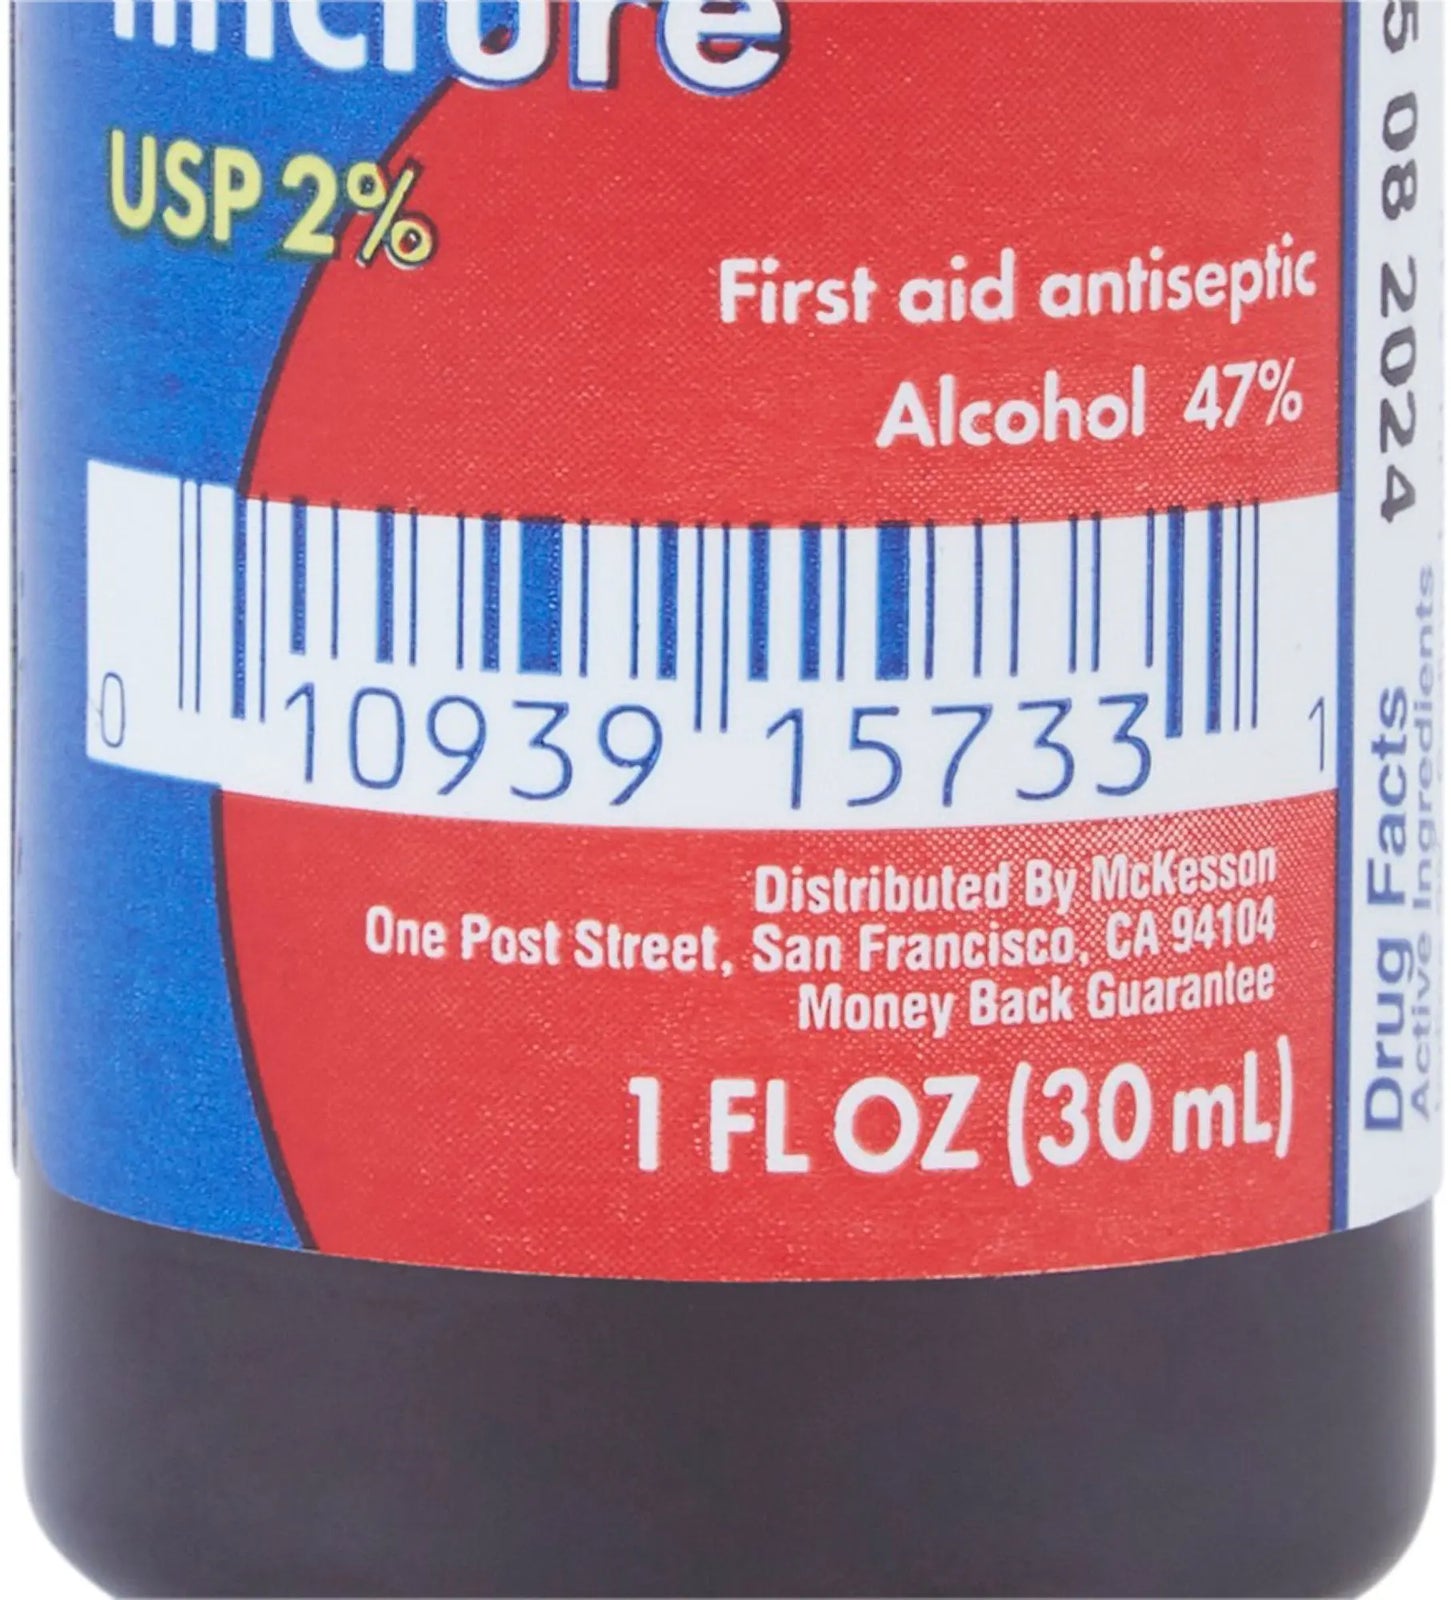 tincture
USP 2%
First aid antiseptic
Alcohol 47%
0 10939 15733 1
Distributed By McKesson
One Post Street, San Francisco, CA 94104
Money Back Guarantee
1 FL OZ (30 mL)
5 08 2024
Drug Facts
Active Ingredients